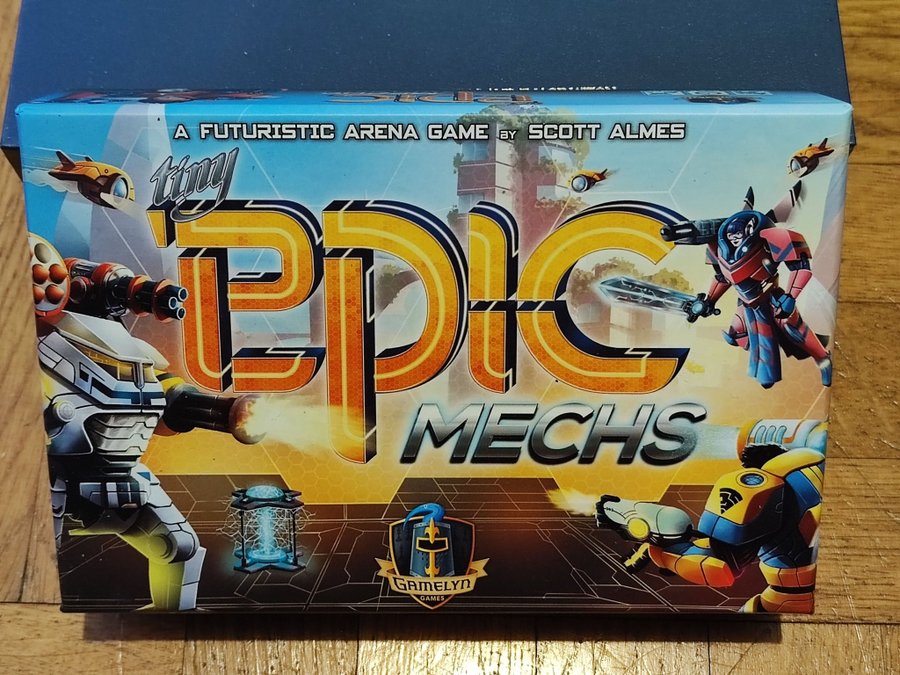 A FUTURISTIC ARENA GAME BY SCOTT ALMES
tiny
EPIC
MECHS
GAMELYN
GAMES